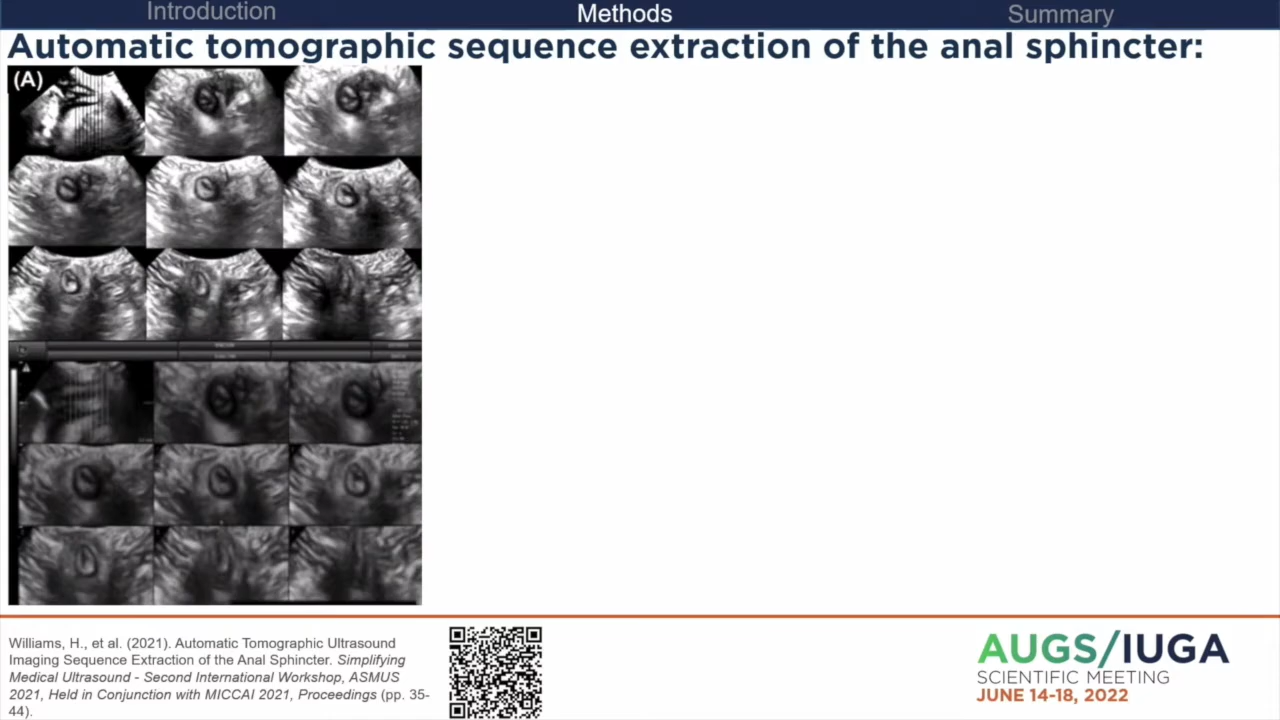 Introduction
Methods
Summary
Automatic tomographic sequence extraction of the anal sphincter:
(A)
Williams, H., et al. (2021). Automatic Tomographic Ultrasound
Imaging Sequence Extraction of the Anal Sphincter. Simplifying
Medical Ultrasound - Second International Workshop, ASMUS
2021, Held in Conjunction with MICCAI 2021, Proceedings (pp. 35-
44).
AUGS/IUGA
SCIENTIFIC MEETING
JUNE 14-18, 2022